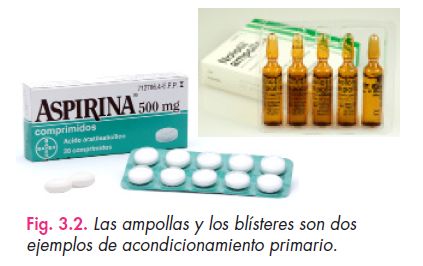 ASPIRINA® 500 mg
comprimidos
Acido acetilsalicílico
20 comprimidos
BAYER
Fig. 3.2. Las ampollas y los blísteres son dos
ejemplos de acondicionamiento primario.